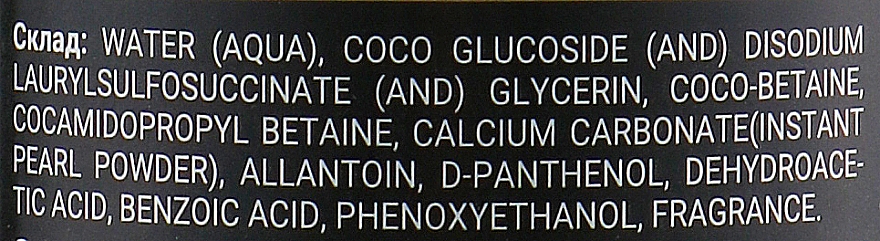 Склад: WATER (AQUA), COCO GLUCOSIDE (AND) DISODIUM
LAURYLSULFOSUCCINATE (AND) GLYCERIN, COCO-BETAINE,
COCAMIDOPROPYL BETAINE, CALCIUM CARBONATE(INSTANT
PEARL POWDER), ALLANTOIN, D-PANTHENOL, DEHYDROACE-
TIC ACID, BENZOIC ACID, PHENOXYETHANOL, FRAGRANCE.